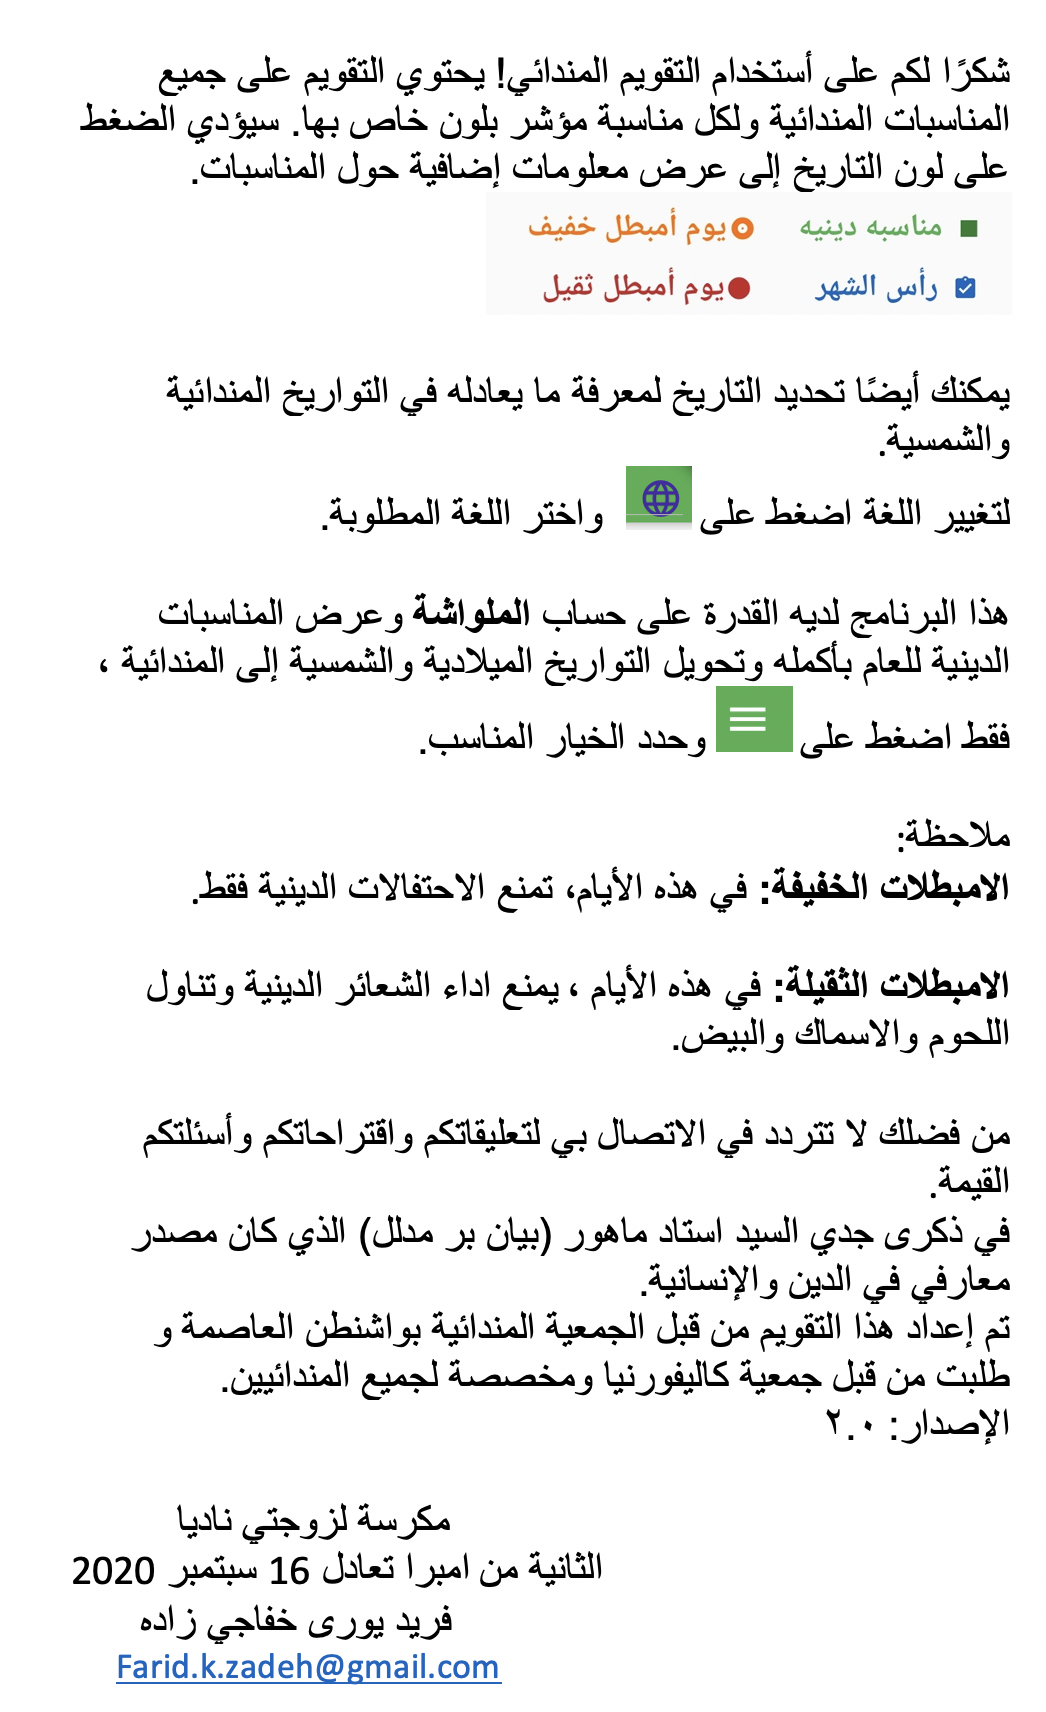 شكرًا لكم على أستخدام التقويم المندائي! يحتوي التقويم على جميع
المناسبات المندائية ولكل مناسبة مؤشر بلون خاص بها. سيؤدي الضغط
على لون التاريخ إلى عرض معلومات إضافية حول المناسبات.
مناسبه دينيه يوم أمبطل خفيف
رأس الشهر يوم أمبطل ثقيل
يمكنك أيضًا تحديد التاريخ لمعرفة ما يعادله في التواريخ المندائية
والشمسية.
لتغيير اللغة اضغط على واختر اللغة المطلوبة.
هذا البرنامج لديه القدرة على حساب الملواشة وعرض المناسبات
الدينية للعام بأكمله وتحويل التواريخ الميلادية والشمسية إلى المندائية ،
فقط اضغط على وحدد الخيار المناسب.
ملاحظة:
الامبطلات الخفيفة: في هذه الأيام، تمنع الاحتفالات الدينية فقط.
الامبطلات الثقيلة: في هذه الأيام ، يمنع اداء الشعائر الدينية وتناول
اللحوم والاسماك والبيض.
من فضلك لا تتردد في الاتصال بي لتعليقاتكم واقتراحاتكم وأسئلتكم
القيمة.
في ذكرى جدي السيد استاد ماهور (بيان بر مدلل) الذي كان مصدر
معارفي في الدين والإنسانية.
تم إعداد هذا التقويم من قبل الجمعية المندائية بواشنطن العاصمة و
طلبت من قبل جمعية كاليفورنيا ومخصصة لجميع المندائيين.
الإصدار: ٢.٠
مكرسة لزوجتي ناديا
الثانية من امبرا تعادل 16 سبتمبر 2020
فريد يورى خفاجي زاده
Farid.k.zadeh@gmail.com